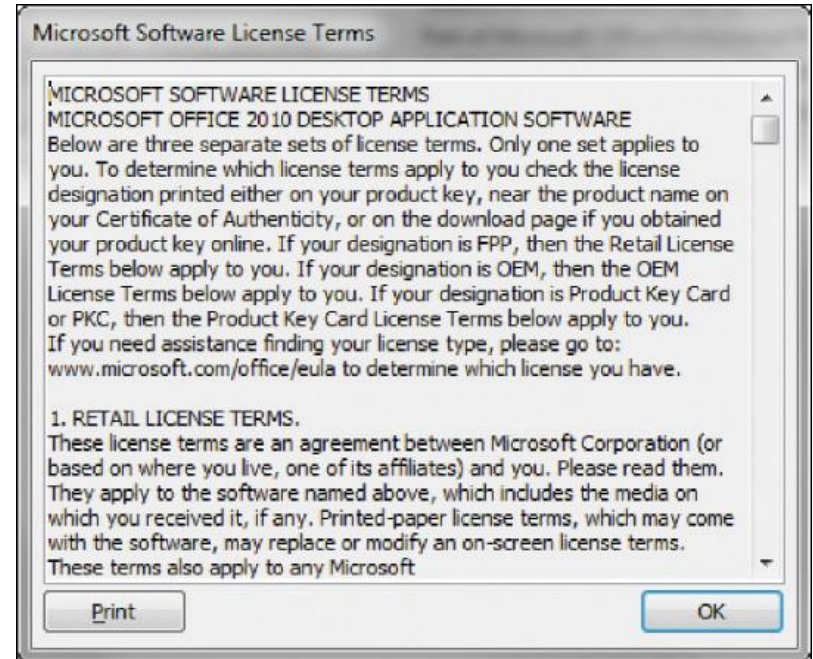 Microsoft Software License Terms
MICROSOFT SOFTWARE LICENSE TERMS
MICROSOFT OFFICE 2010 DESKTOP APPLICATION SOFTWARE
Below are three separate sets of license terms. Only one set applies to
you. To determine which license terms apply to you check the license
designation printed either on your product key, near the product name on
your Certificate of Authenticity, or on the download page if you obtained
your product key online. If your designation is FPP, then the Retail License
Terms below apply to you. If your designation is OEM, then the OEM
License Terms below apply to you. If your designation is Product Key Card
or PKC, then the Product Key Card License Terms below apply to you.
If you need assistance finding your license type, please go to:
www.microsoft.com/office/eula to determine which license you have.
1. RETAIL LICENSE TERMS.
These license terms are an agreement between Microsoft Corporation (or
based on where you live, one of its affiliates) and you. Please read them.
They apply to the software named above, which includes the media on
which you received it, if any. Printed-paper license terms, which may come
with the software, may replace or modify an on-screen license terms.
These terms also apply to any Microsoft
Print
OK